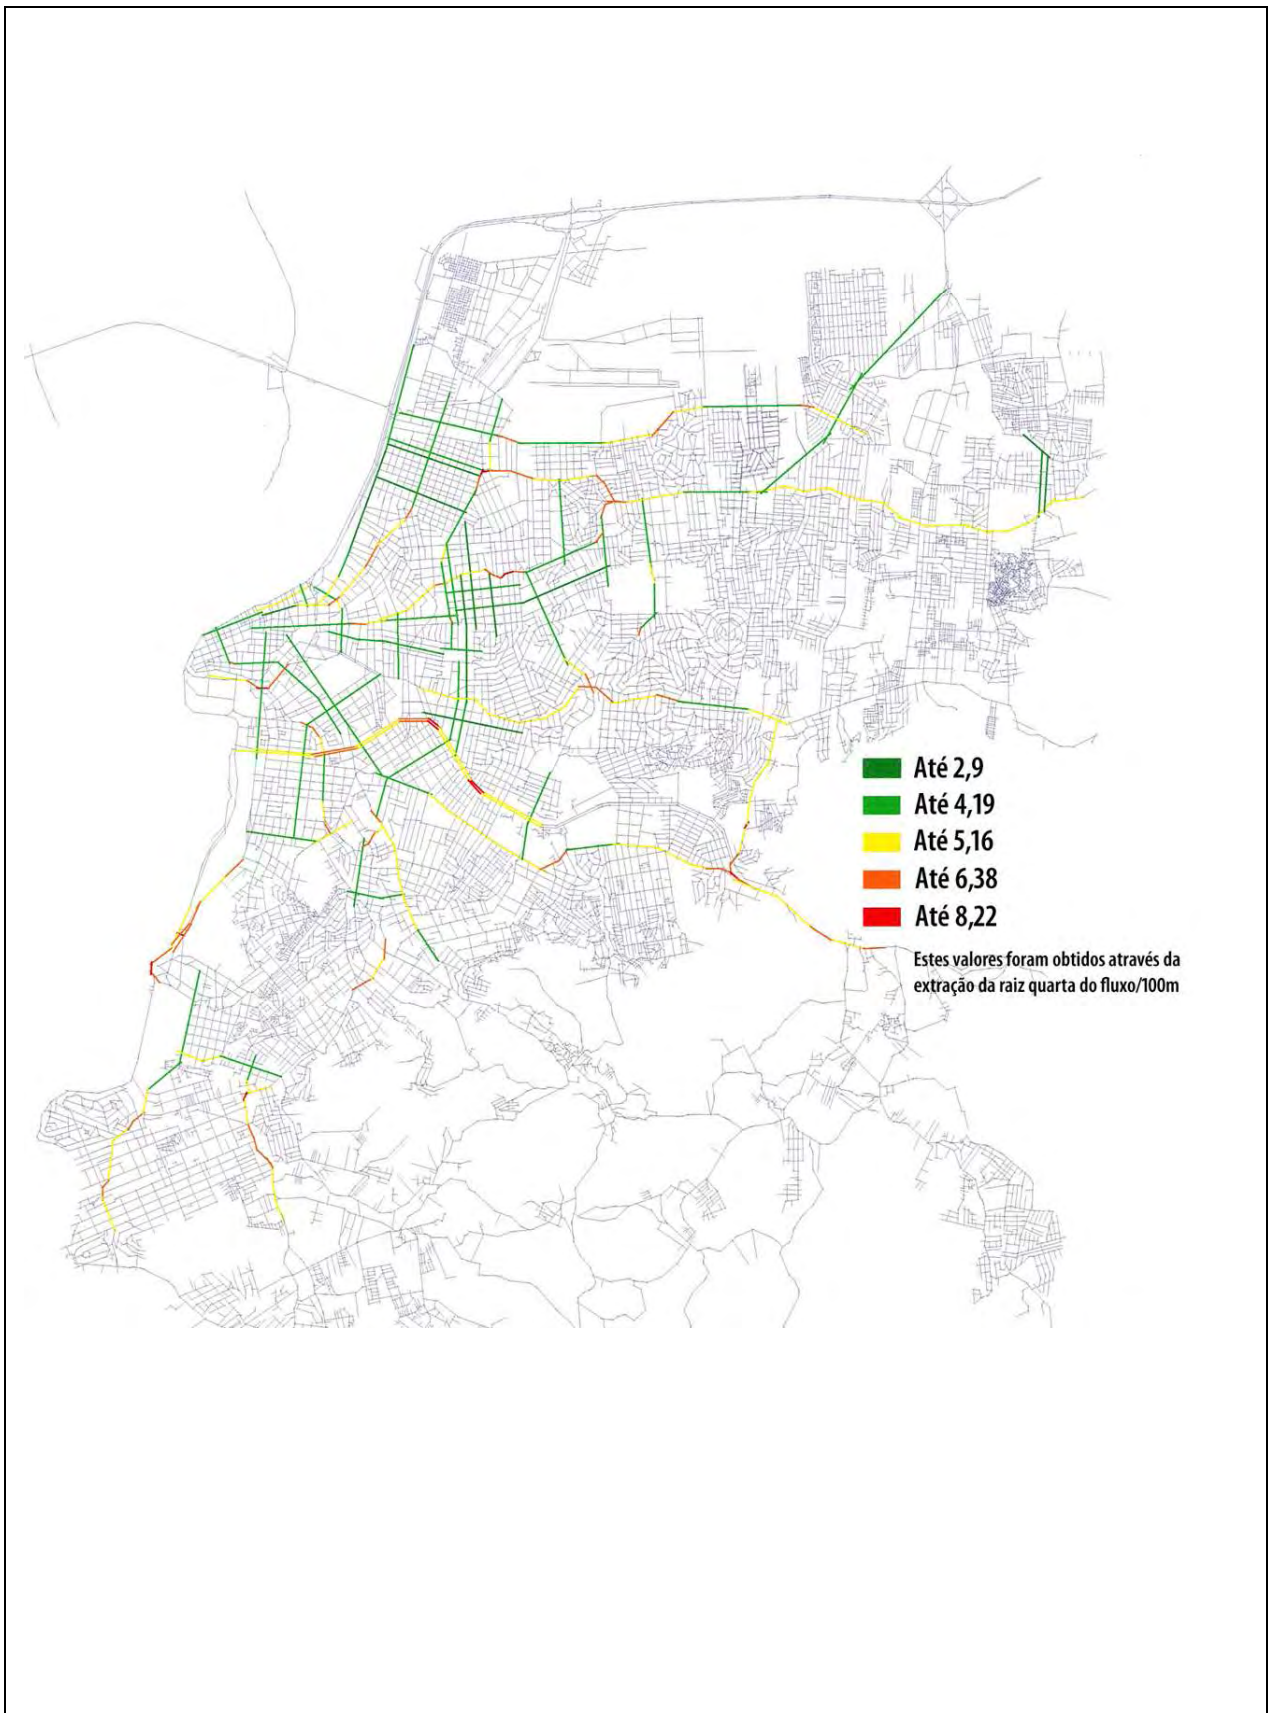 Até 2,9
Até 4,19
Até 5,16
Até 6,38
Até 8,22
Estes valores foram obtidos através da
extração da raiz quarta do fluxo/100m